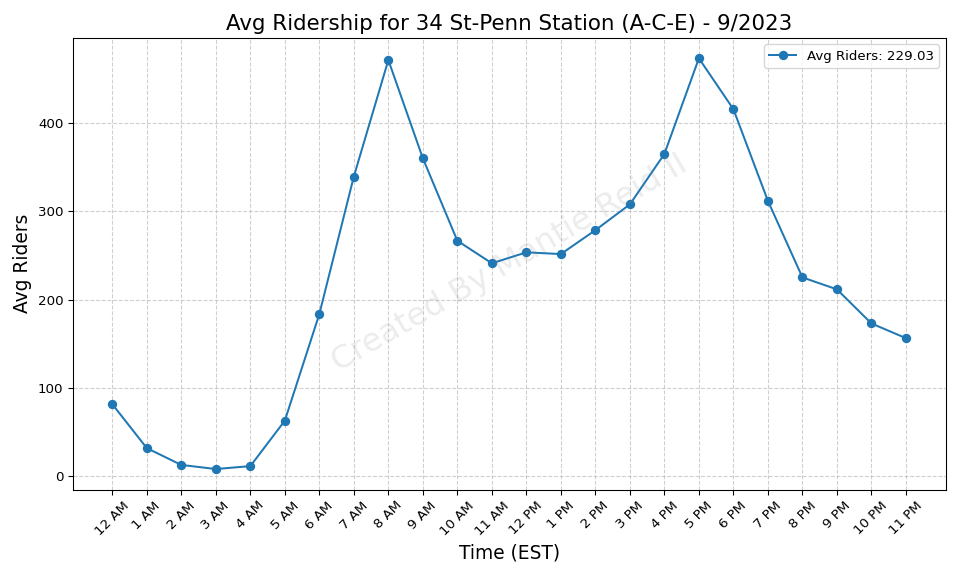 Avg Ridership for 34 St-Penn Station (A-C-E) - 9/2023
Avg Riders: 229.03
400
300
200
100
0
Avg Riders
Created By Mantle Reid II
12 AM
1 AM
2 AM
3 AM
4 AM
5 AM
6 AM
7 AM
8 AM
9 AM
10 AM
11 AM
12 PM
1 PM
2 PM
3 PM
4 PM
5 PM
6 PM
7 PM
8 PM
9 PM
10 PM
11 PM
Time (EST)